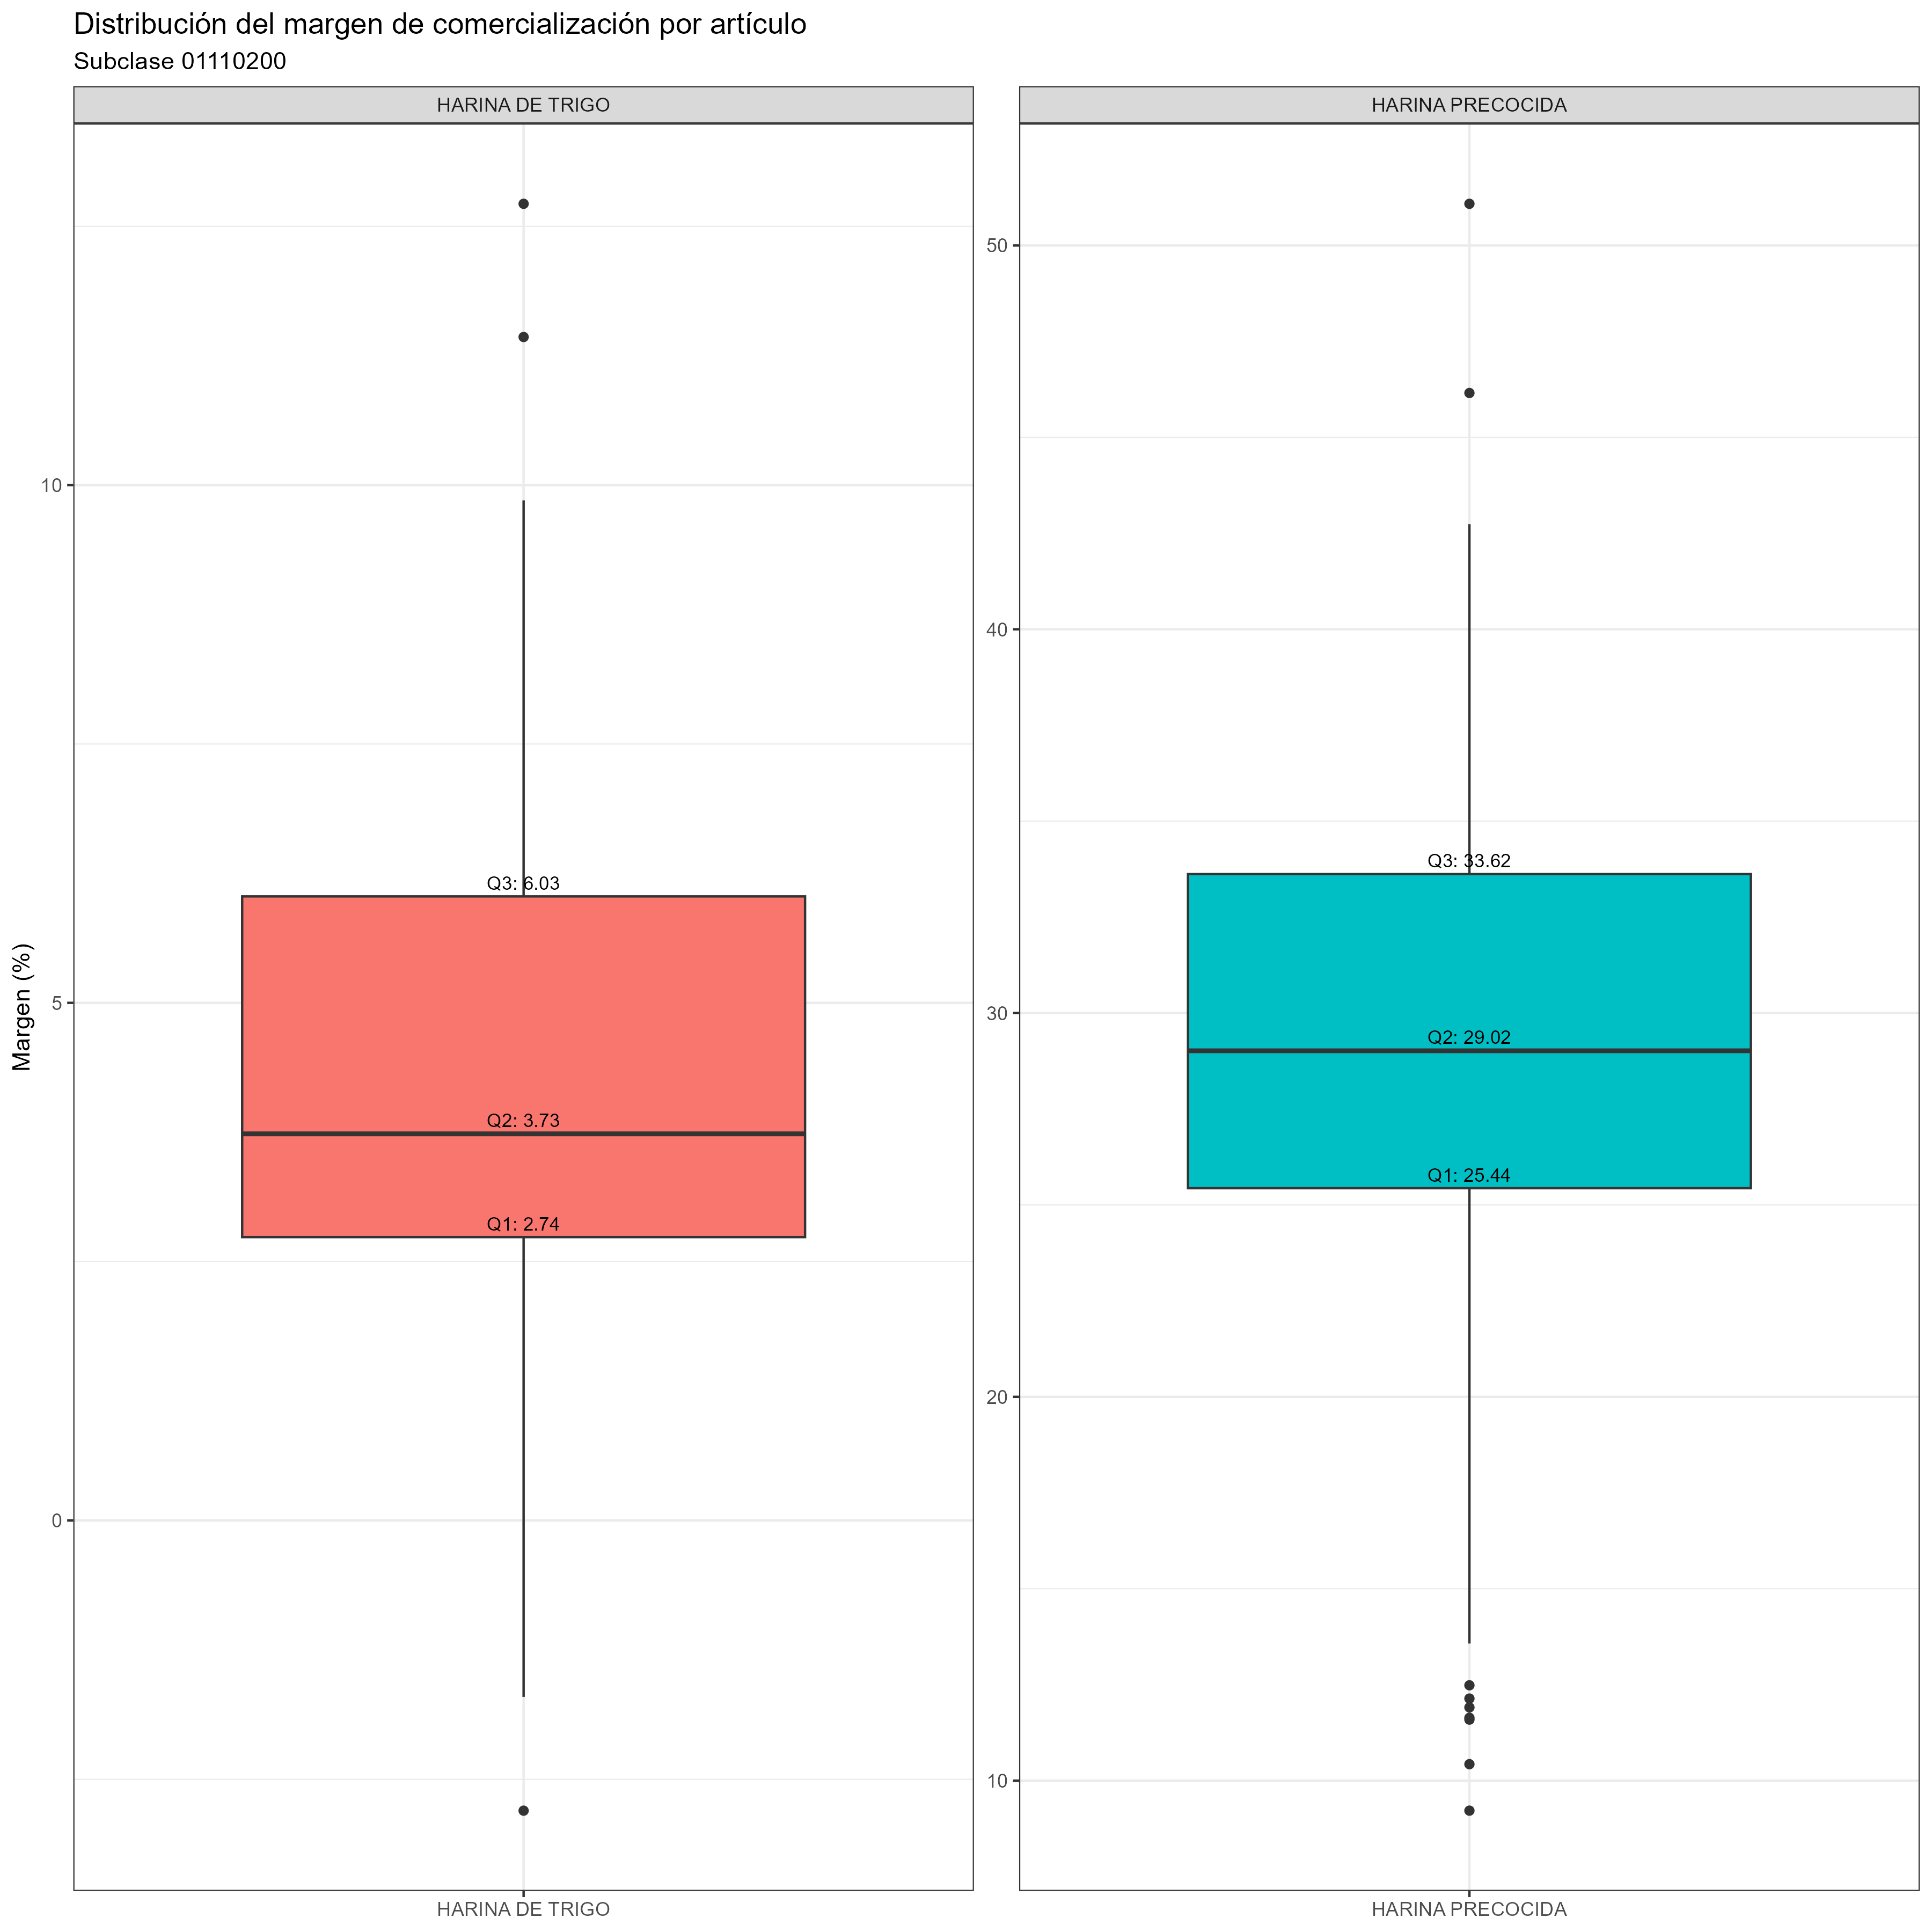 Distribución del margen de comercialización por artículo
Subclase 01110200
HARINA DE TRIGO
HARINA PRECOCIDA
Margen (%)
10
5
0
Q3: 6.03
Q2: 3.73
Q1: 2.74
50
40
30
20
10
Q3: 33.62
Q2: 29.02
Q1: 25.44
HARINA DE TRIGO
HARINA PRECOCIDA